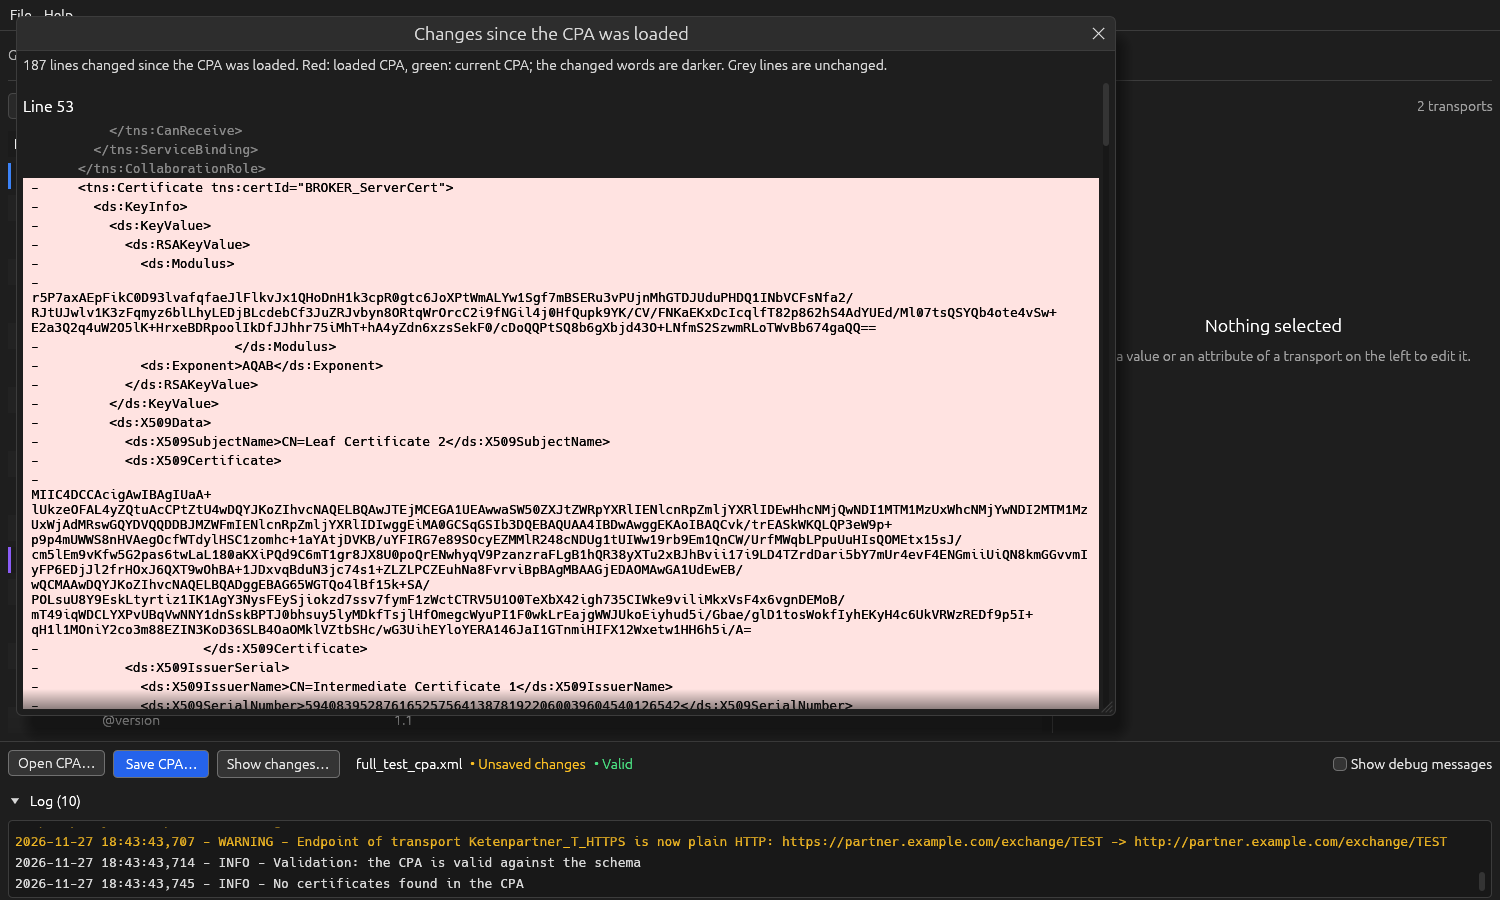 File Help
Changes since the CPA was loaded
187 lines changed since the CPA was loaded. Red: loaded CPA, green: current CPA; the changed words are darker. Grey lines are unchanged.
2 transports
Line 53
</tns:CanReceive>
</tns:ServiceBinding>
</tns:CollaborationRole>
- <tns:Certificate tns:certId="BROKER_ServerCert">
- <ds:KeyInfo>
- <ds:KeyValue>
- <ds:RSAKeyValue>
- <ds:Modulus>
-
r5P7axAEpFikC0D93lvafqfaeJlFlkvJx1QHoDnH1k3cpR0gtc6JoXPtWmALYw1Sgf7mBSERu3vPUjnMhGTDJUduPHDQ1INbVCFsNfa2/
RJtUJwlv1K3zFqmyz6blLhyLEDjBLcdebCf3JuZRJvbyn8ORtqWrOrcC2i9fNGil4j0HfQupk9YK/CV/FNKaEKxDcIcqlfT82p862hS4AdYUEd/Ml07tsQSYQb4ote4vSw+
E2a3Q2q4uW2O5lK+HrxeBDRpoolIkDfJJhhr75iMhT+hA4yZdn6xzsSekF0/cDoQQPtSQ8b6gXbjd43O+LNfmS2SzwmRLoTWvBb674gaQQ==
- </ds:Modulus>
- <ds:Exponent>AQAB</ds:Exponent>
- </ds:RSAKeyValue>
- </ds:KeyValue>
- <ds:X509Data>
- <ds:X509SubjectName>CN=Leaf Certificate 2</ds:X509SubjectName>
- <ds:X509Certificate>
-
MIIC4DCCAcigAwIBAgIUaA+
lUkzeOFAL4yZQtuAcCPtZtU4wDQYJKoZIhvcNAQELBQAwJTEjMCEGA1UEAwwaSW50ZXJtZWRpYXRlIENlcnRpZmljYXRlIDEwHhcNMjQwNDI1MTM1MzUxWhcNMjYwNDI2MTM1Mz
UxWjAdMRswGQYDVQQDDBJMZWFmIENlcnRpZmljYXRlIDIwggEiMA0GCSqGSIb3DQEBAQUAA4IBDwAwggEKAoIBAQCvk/trEASkWKQLQP3eW9p+
p9p4mUWWS8nHVAegOcfWTdylHSC1zomhc+1aYAtjDVKB/uYFIRG7e89SOcyEZMMlR248cNDUg1tUIWw19rb9Em1QnCW/UrfMWqbLPpuUuHIsQOMEtx15sJ/
cm5lEm9vKfw5G2pas6twLaL180aKXiPQd9C6mT1gr8JX8U0poQrENwhyqV9PzanzraFLgB1hQR38yXTu2xBJhBvii17i9LD4TZrdDari5bY7mUr4evF4ENGmiiUiQN8kmGGvvmI
yFP6EDjJl2frHOxJ6QXT9wOhBA+1JDxvqBduN3jc74s1+ZLZLPCZEuhNa8FvrviBpBAgMBAAGjEDAOMAwGA1UdEwEB/
wQCMAAwDQYJKoZIhvcNAQELBQADggEBAG65WGTQo4lBf15k+SA/
POLsuU8Y9EskLtyrtiz1IK1AgY3NysFEySjiokzd7ssv7fymF1zWctCTRV5U1O0TeXbX42igh735CIWke9viliMkxVsF4x6vgnDEMoB/
mT49iqWDCLYXPvUBqVwNNY1dnSskBPTJ0bhsuy5lyMDkfTsjlHfOmegcWyuPI1F0wkLrEajgWWJUkoEiyhud5i/Gbae/glD1tosWokfIyhEKyH4c6UkVRWzREDf9p5I+
qH1l1MOniY2co3m88EZIN3KoD36SLB4OaOMklVZtbSHc/wG3UihEYloYERA146JaI1GTnmiHIFX12Wxetw1HH6h5i/A=
- </ds:X509Certificate>
- <ds:X509IssuerSerial>
- <ds:X509IssuerName>CN=Intermediate Certificate 1</ds:X509IssuerName>
- <ds:X509SerialNumber>594083952876165257564138781922060039604540126542</ds:X509SerialNumber>
Nothing selected
a value or an attribute of a transport on the left to edit it.
@version 1.1
Open CPA… Save CPA… Show changes… full_test_cpa.xml • Unsaved changes • Valid Show debug messages
Log (10)
2026-11-27 18:43:43,707 - WARNING - Endpoint of transport Ketenpartner_T_HTTPS is now plain HTTP: https://partner.example.com/exchange/TEST -> http://partner.example.com/exchange/TEST
2026-11-27 18:43:43,714 - INFO - Validation: the CPA is valid against the schema
2026-11-27 18:43:43,745 - INFO - No certificates found in the CPA